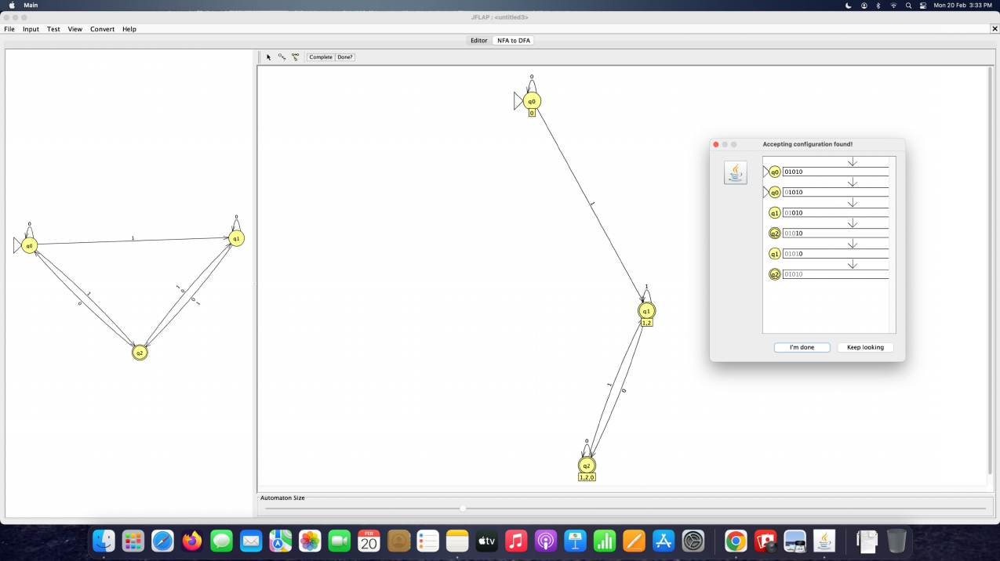 Main
Mon 20 Feb 3:33 PM
JFLAP : <untitled3>
File Input Test View Convert Help
Editor NFA to DFA
Complete Done?
0
q0
1
0
q1
1
0
1
0
0
1
q2
0
q0
0
1
1
q1
1,2
1
0
0
q2
1,2,0
Accepting configuration found!
q0 01010
q0 01010
q1 01010
q2 01010
q1 01010
q2 01010
I'm done Keep looking
Automaton Size
FEB
20
tv